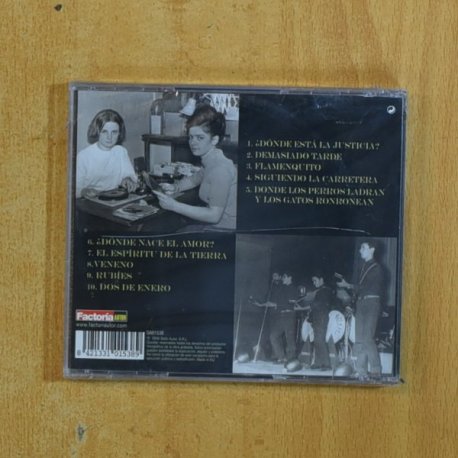 1. ¿DÓNDE ESTÁ LA JUSTICIA?
2. DEMASIADO TARDE
3. FLAMENQUITO
4. SIGUIENDO LA CARRETERA
5. DONDE LOS PERROS LADRAN
Y LOS GATOS RONRONEAN
6. ¿DÓNDE NACE EL AMOR?
7. EL ESPÍRITU DE LA TIERRA
8. VENENO
9. RUBÍES
10. DOS DE ENERO
Factoría AUTOR
www.factoriaautor.com
8 421331 015389